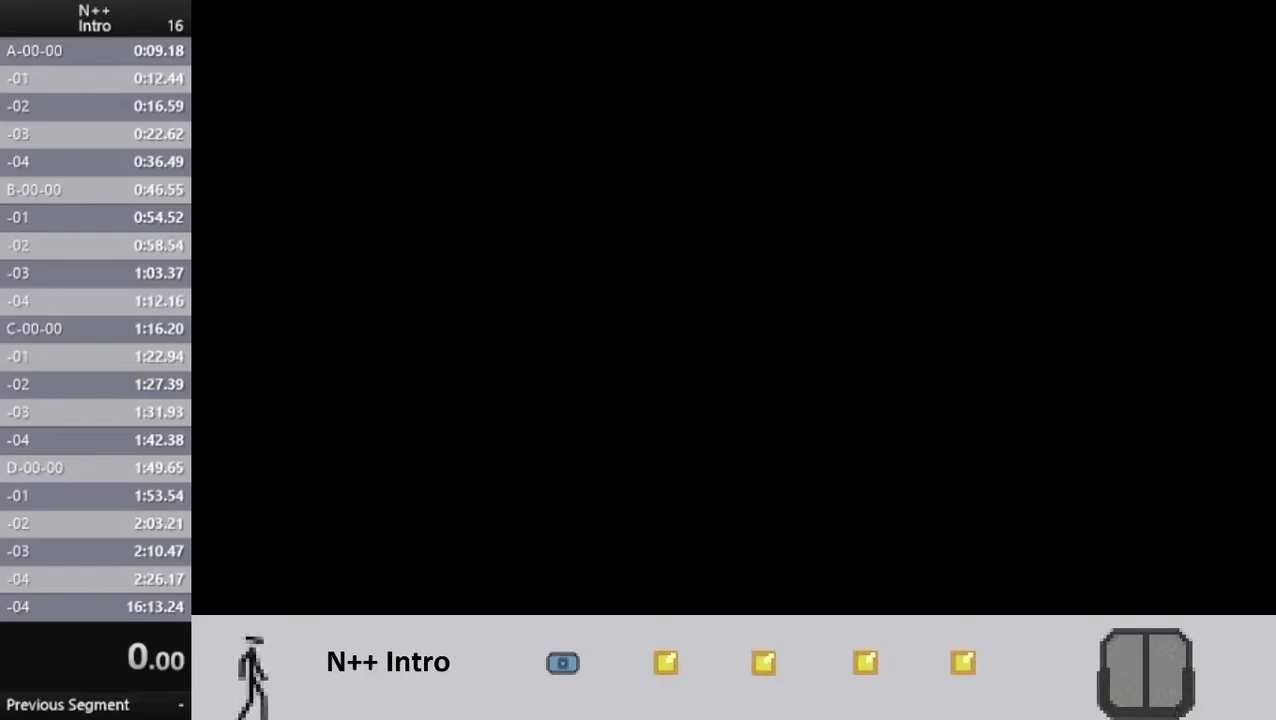 N++
Intro 16
A-00-00 0:09.18
-01 0:12.44
-02 0:16.59
-03 0:22.62
-04 0:36.49
B-00-00 0:46.55
-01 0:54.52
-02 0:58.54
-03 1:03.37
-04 1:12.16
C-00-00 1:16.20
-01 1:22.94
-02 1:27.39
-03 1:31.93
-04 1:42.38
D-00-00 1:49.65
-01 1:53.54
-02 2:03.21
-03 2:10.47
-04 2:26.17
-04 16:13.24
0.00
Previous Segment -
N++ Intro